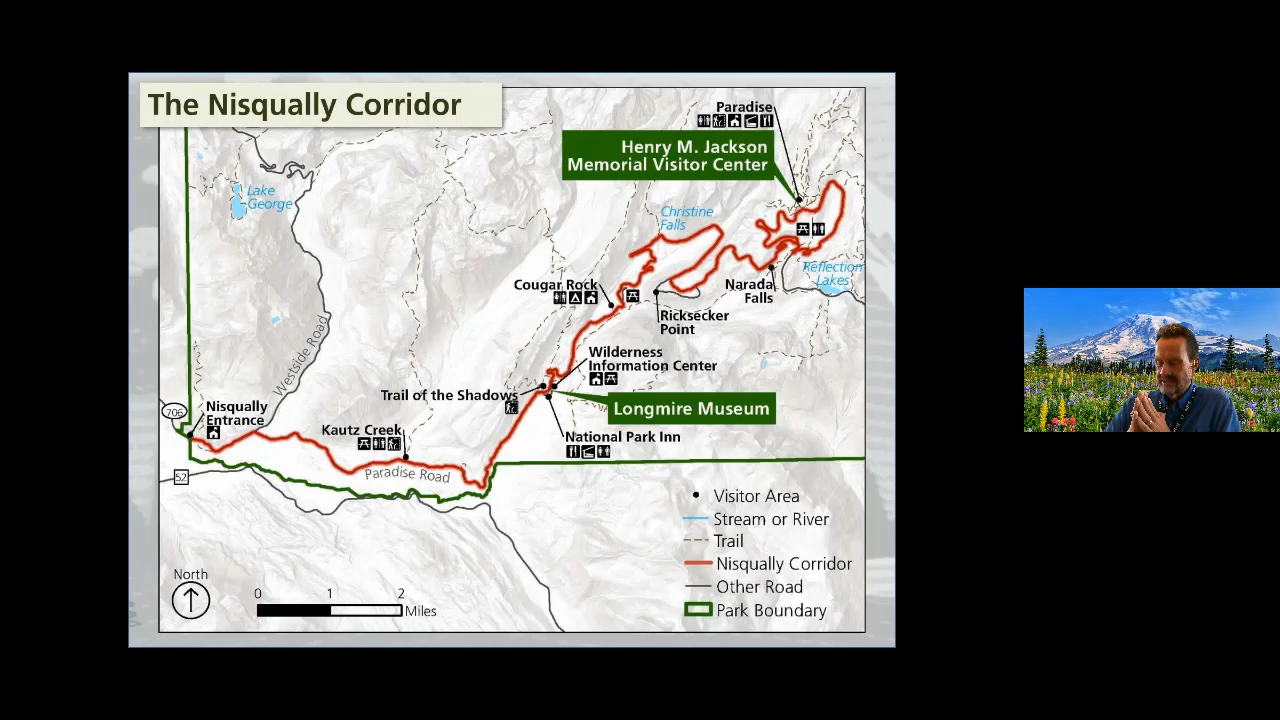 The Nisqually Corridor
Paradise
Henry M. Jackson
Memorial Visitor Center
Lake
George
Christine
Falls
Cougar Rock
Narada
Falls
Reflection
Lakes
Ricksecker
Point
Westside Road
Wilderness
Information Center
Trail of the Shadows
Longmire Museum
706
Nisqually
Entrance
Kautz Creek
National Park Inn
Paradise Road
52
Visitor Area
Stream or River
Trail
Nisqually Corridor
Other Road
Park Boundary
North
0 1 2
Miles